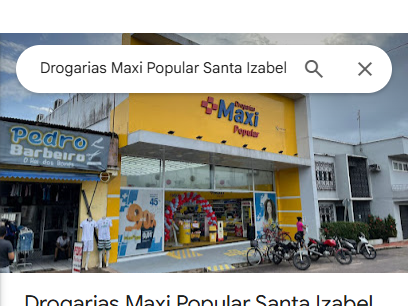 Drogarias Maxi Popular Santa Izabel
Drogarias
Maxi
Popular
Pedro
Barbeiro
45
Drogarias Maxi Popular Santa Izabel